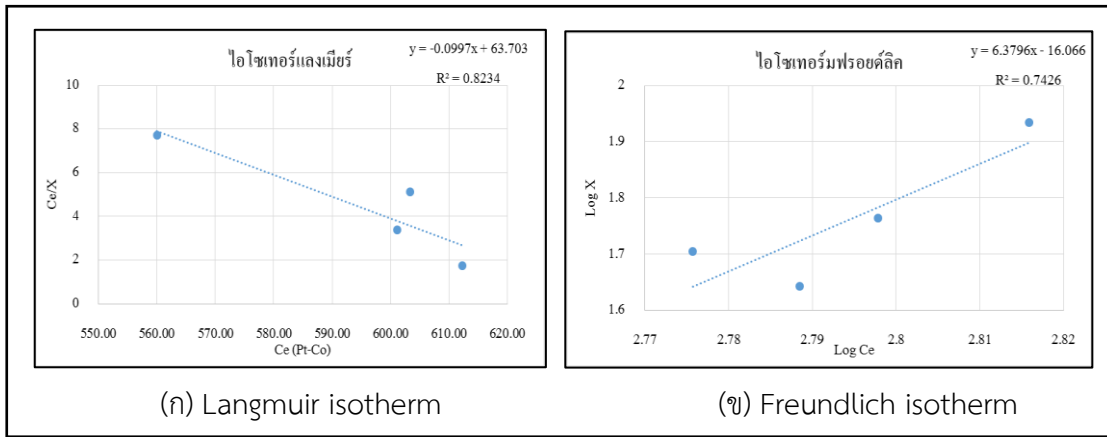 ไอโซเทอร์แลงเมียร์
y = -0.0997x + 63.703
R² = 0.8234
10
8
6
4
2
0
Ce/X
550.00 560.00 570.00 580.00 590.00 600.00 610.00 620.00
Ce (Pt-Co)
(ก) Langmuir isotherm
ไอโซเทอร์มฟรอยด์ลิค
y = 6.3796x - 16.066
R² = 0.7426
2
1.9
1.8
1.7
1.6
Log X
2.77 2.78 2.79 2.8 2.81 2.82
Log Ce
(ข) Freundlich isotherm